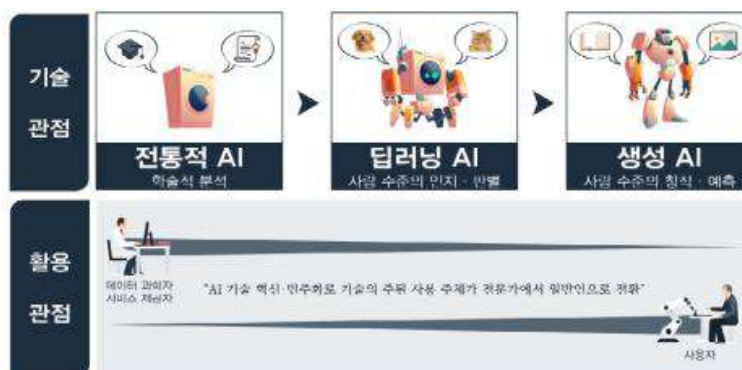 기술
관점
전통적 AI
학술적 분석
딥러닝 AI
사람 수준의 인지 · 판별
생성 AI
사람 수준의 창작 · 예측
활용
관점
데이터 과학자
서비스 제공자
"AI 기술 혁신·민주화로 기술의 주된 사용 주체가 전문가에서 일반인으로 전환"
사용자